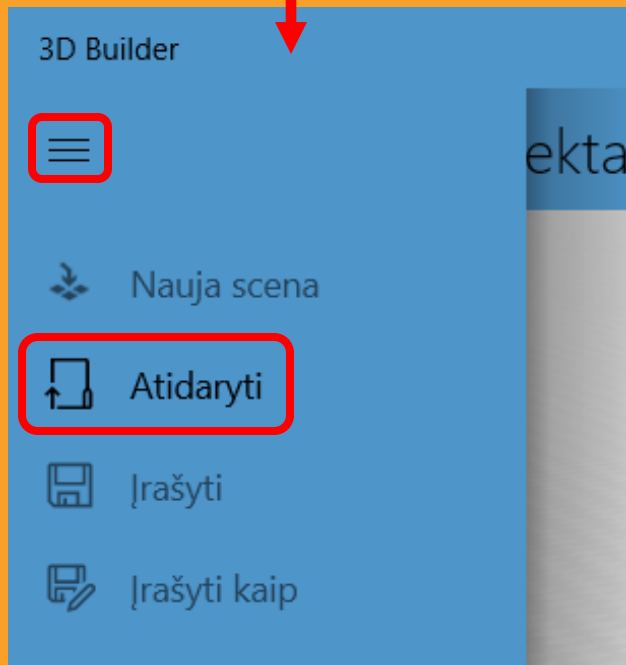 3D Builder
ekta
Nauja scena
Atidaryti
Įrašyti
Įrašyti kaip